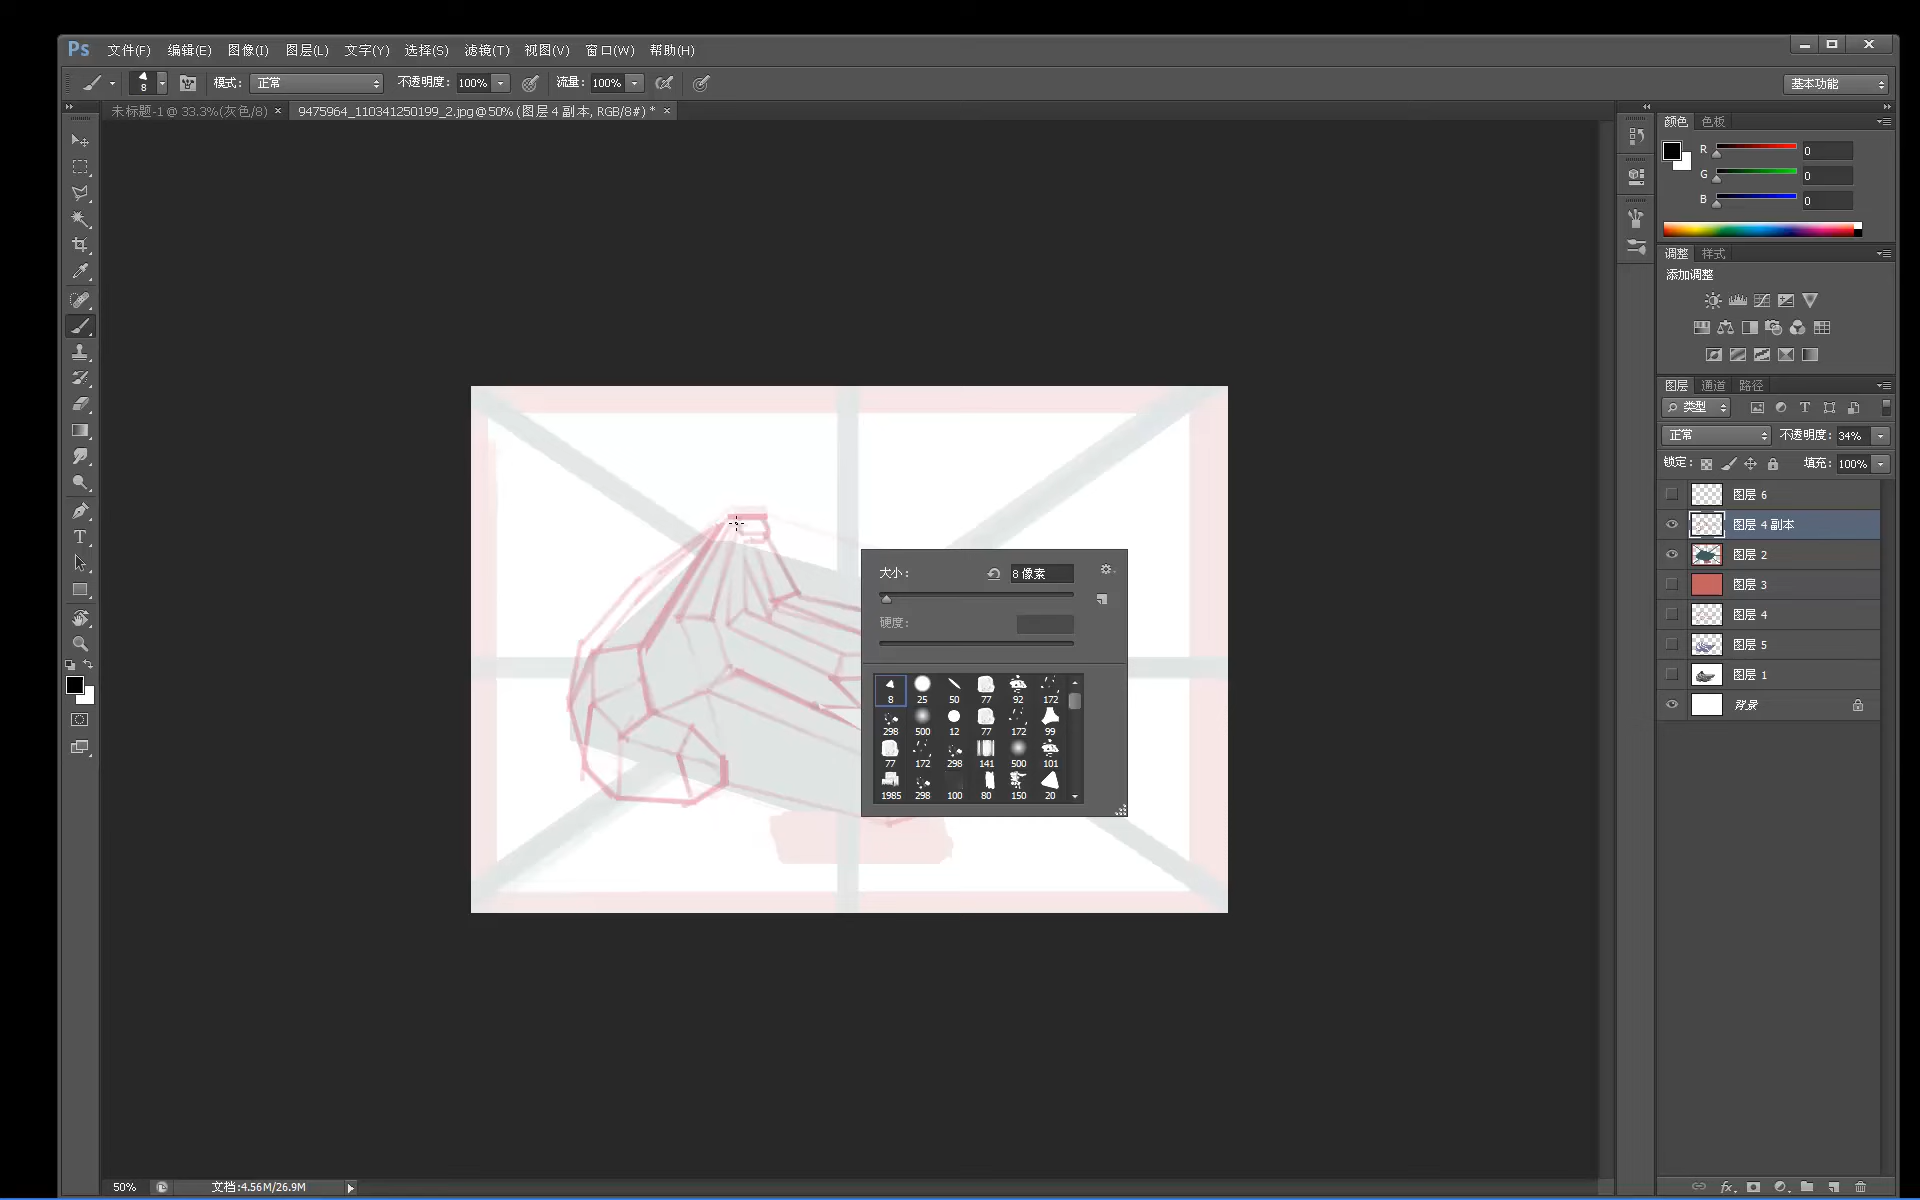 Ps 文件(F) 编辑(E) 图像(I) 图层(L) 文字(Y) 选择(S) 滤镜(T) 视图(V) 窗口(W) 帮助(H)
8 模式: 正常 不透明度: 100% 流量: 100% 基本功能
未标题-1 @ 33.3%(灰色/8) × 9475964_110341250199_2.jpg @ 50% (图层 4 副本, RGB/8#) * ×
颜色 色板
R 0
G 0
B 0
调整 样式
添加调整
图层 通道 路径
类型
正常 不透明度: 34%
锁定: 填充: 100%
图层 6
图层 4 副本
图层 2
图层 3
图层 4
图层 5
图层 1
背景
大小: 8 像素
硬度:
8 25 50 77 92 172
298 500 12 77 172 99
77 172 298 141 500 101
1985 298 100 80 150 20
50% 文档:4.56M/26.9M